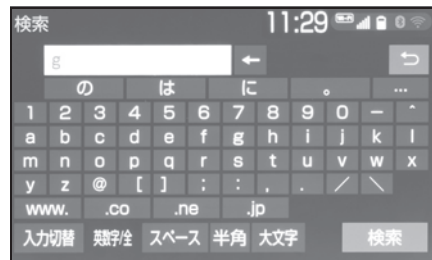 検索 11:29
g ←
の は に 。 …
1 2 3 4 5 6 7 8 9 0 - ^
a b c d e f g h i j k l
m n o p q r s t u v w x
y z @ [ ] ; : , . / \
www. .co .ne .jp
入力切替 英数字/全 スペース 半角 大文字 検索